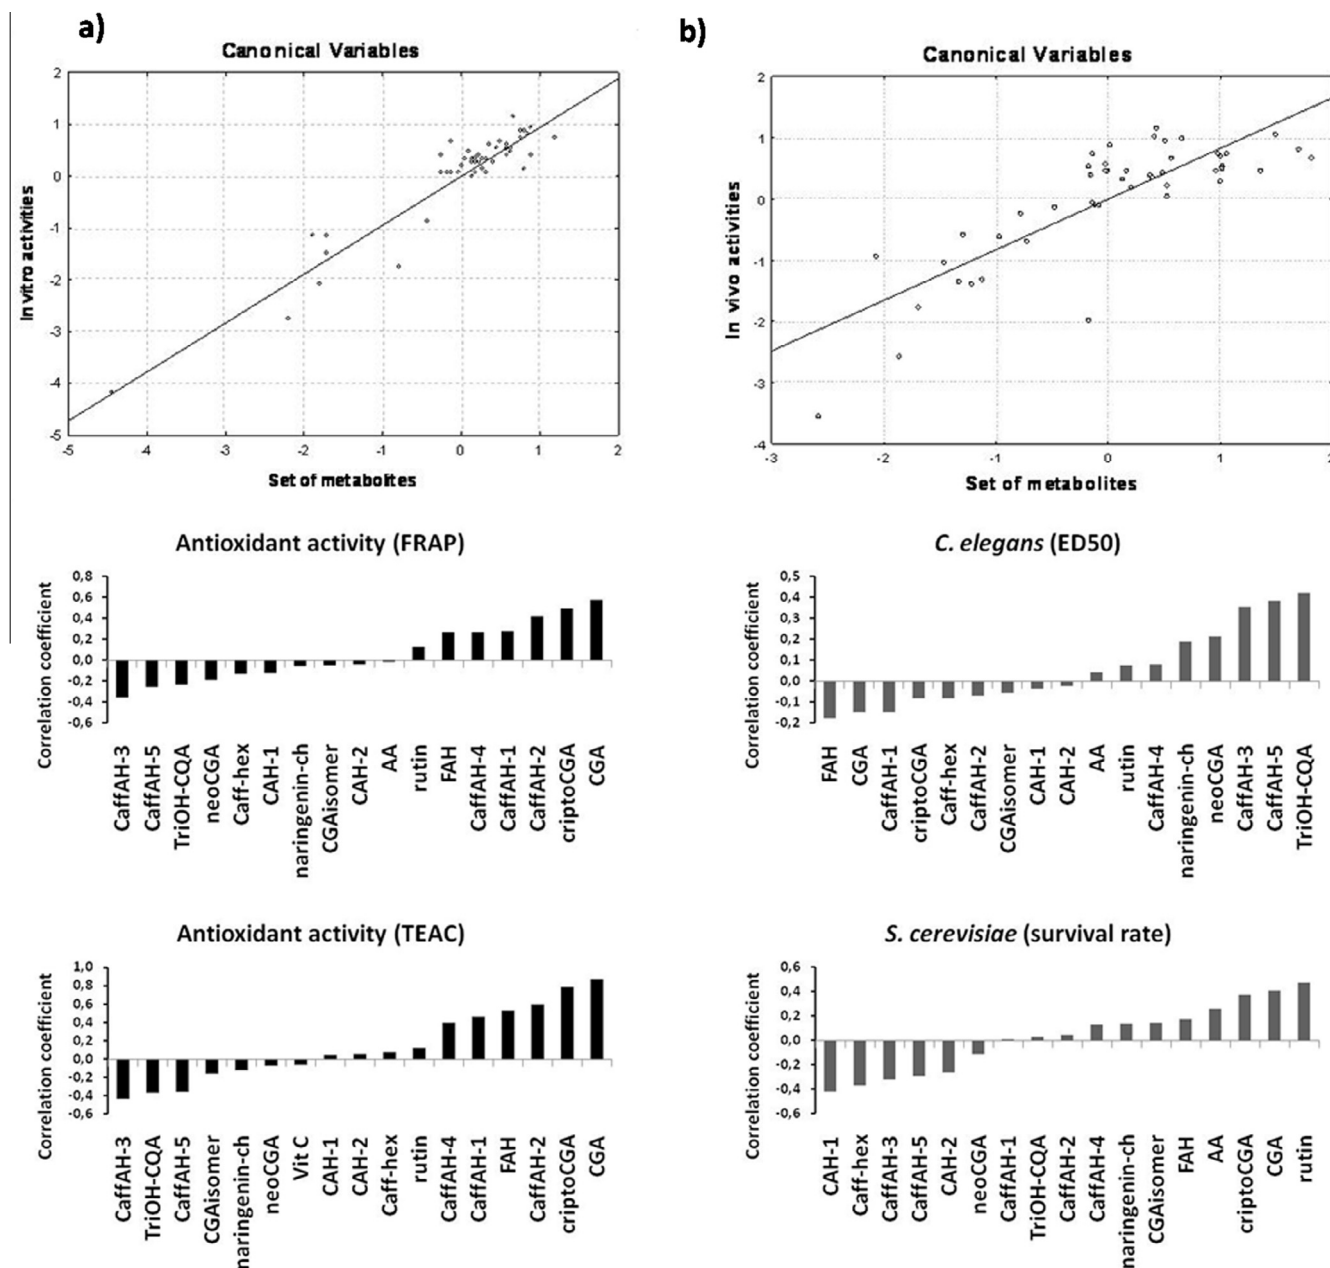 a)
Canonical Variables
2
1
0
-1
-2
-3
-4
-5
In vitro activities
-5 -4 -3 -2 -1 0 1 2
Set of metabolites
b)
Canonical Variables
2
1
0
-1
-2
-3
-4
In vivo activities
-3 -2 -1 0 1 2
Set of metabolites
Antioxidant activity (FRAP)
Correlation coefficient
0,8
0,6
0,4
0,2
0,0
-0,2
-0,4
-0,6
CaffAH-3
CaffAH-5
TriOH-CQA
neoCGA
Caff-hex
CAH-1
naringenin-ch
CGAisomer
CAH-2
AA
rutin
FAH
CaffAH-4
CaffAH-1
CaffAH-2
criptoCGA
CGA
C. elegans (ED50)
Correlation coefficient
0,5
0,4
0,3
0,2
0,1
0,0
-0,1
-0,2
FAH
CGA
CaffAH-1
criptoCGA
Caff-hex
CaffAH-2
CGAisomer
CAH-1
CAH-2
AA
rutin
CaffAH-4
naringenin-ch
neoCGA
CaffAH-3
CaffAH-5
TriOH-CQA
Antioxidant activity (TEAC)
Correlation coefficient
1,0
0,8
0,6
0,4
0,2
0,0
-0,2
-0,4
-0,6
CaffAH-3
TriOH-CQA
CaffAH-5
CGAisomer
naringenin-ch
neoCGA
Vit C
CAH-1
CAH-2
Caff-hex
rutin
CaffAH-4
CaffAH-1
FAH
CaffAH-2
criptoCGA
CGA
S. cerevisiae (survival rate)
Correlation coefficient
0,6
0,4
0,2
0,0
-0,2
-0,4
-0,6
CAH-1
Caff-hex
CaffAH-3
CaffAH-5
CAH-2
neoCGA
CaffAH-1
TriOH-CQA
CaffAH-2
CaffAH-4
naringenin-ch
CGAisomer
FAH
AA
criptoCGA
CGA
rutin